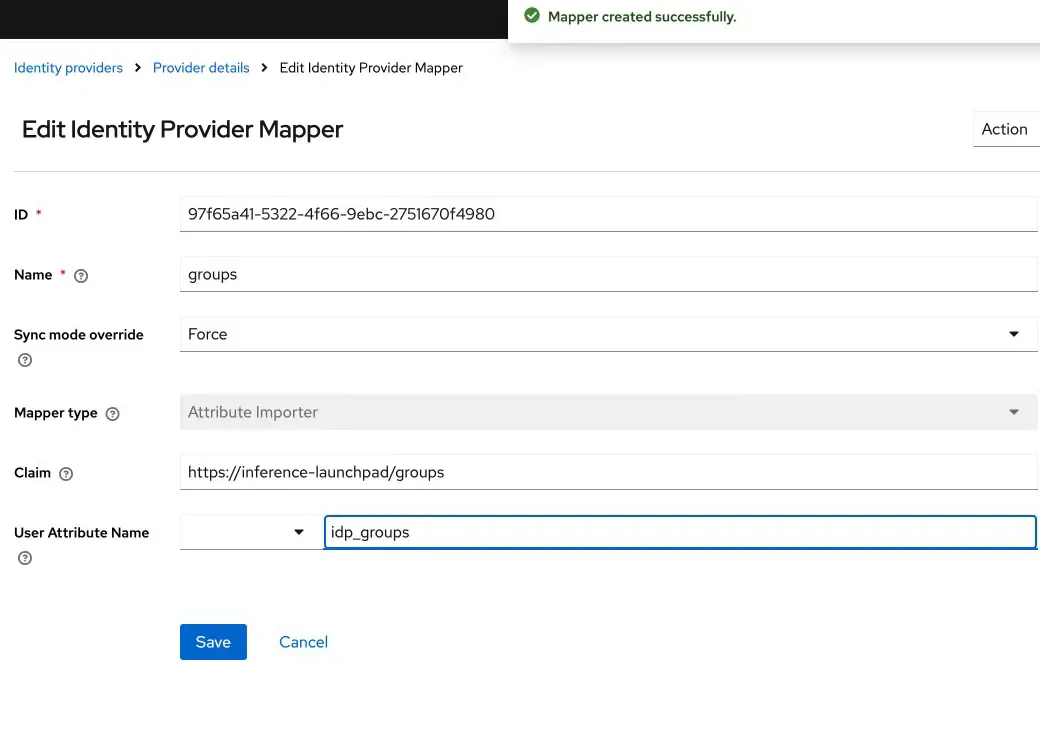 Mapper created successfully.
Identity providers Provider details Edit Identity Provider Mapper
Edit Identity Provider Mapper
Action
ID *
97f65a41-5322-4f66-9ebc-2751670f4980
Name *
groups
Sync mode override
Force
Mapper type
Attribute Importer
Claim
https://inference-launchpad/groups
User Attribute Name
idp_groups
Save Cancel